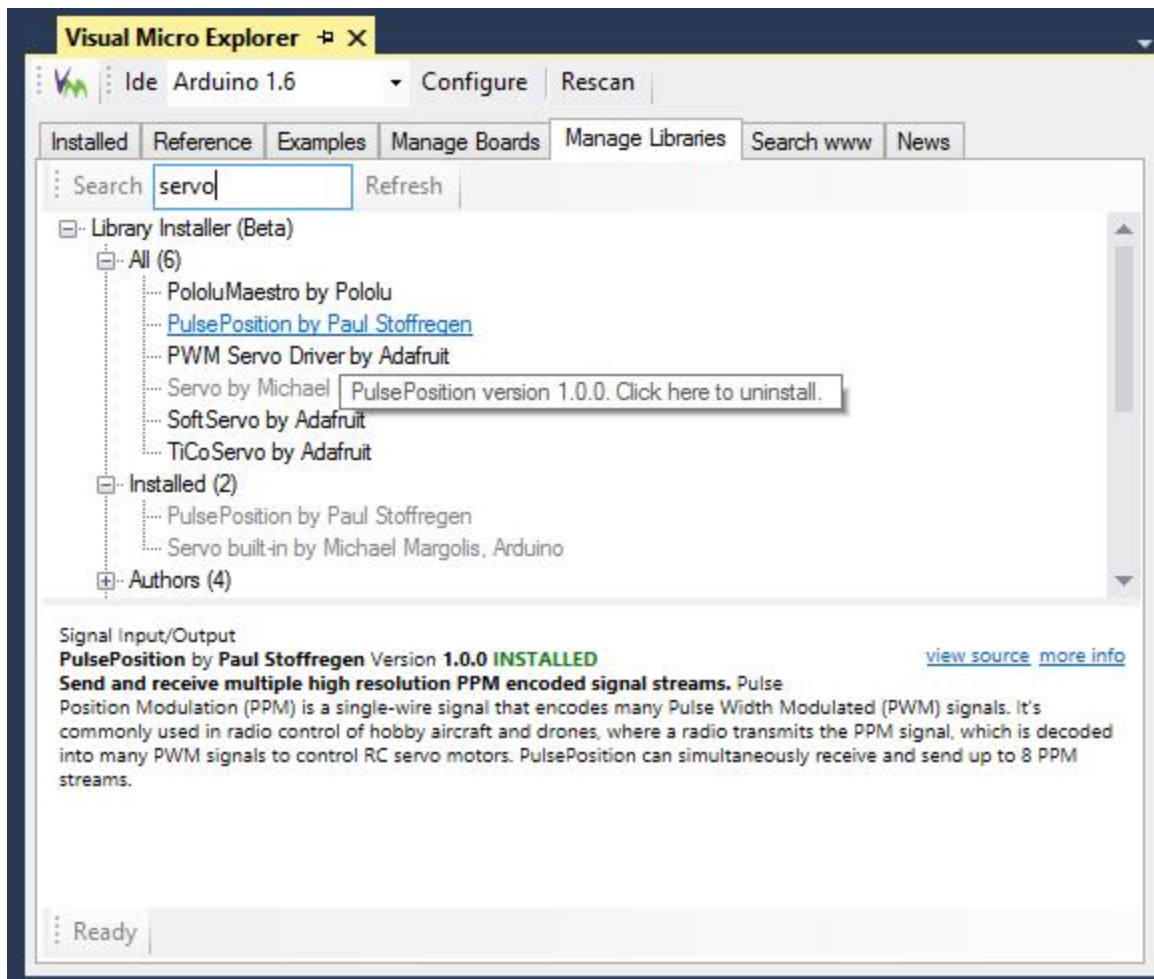 Visual Micro Explorer
Ide Arduino 1.6 Configure Rescan
Installed Reference Examples Manage Boards Manage Libraries Search www News
Search servo Refresh
Library Installer (Beta)
All (6)
PololuMaestro by Pololu
PulsePosition by Paul Stoffregen
PWM Servo Driver by Adafruit
Servo by Michael
PulsePosition version 1.0.0. Click here to uninstall.
SoftServo by Adafruit
TiCoServo by Adafruit
Installed (2)
PulsePosition by Paul Stoffregen
Servo built-in by Michael Margolis, Arduino
Authors (4)
Signal Input/Output
PulsePosition by Paul Stoffregen Version 1.0.0 INSTALLED view source more info
Send and receive multiple high resolution PPM encoded signal streams. Pulse
Position Modulation (PPM) is a single-wire signal that encodes many Pulse Width Modulated (PWM) signals. It's
commonly used in radio control of hobby aircraft and drones, where a radio transmits the PPM signal, which is decoded
into many PWM signals to control RC servo motors. PulsePosition can simultaneously receive and send up to 8 PPM
streams.
Ready